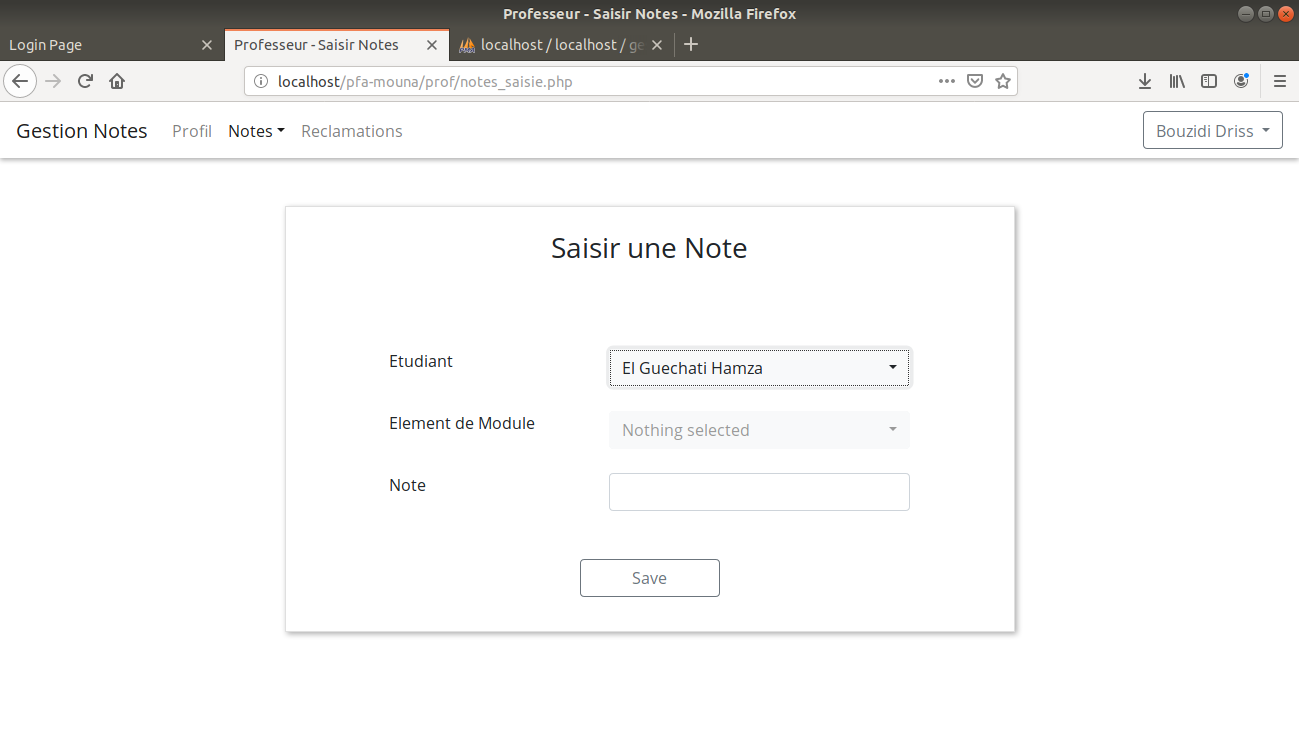 Professeur - Saisir Notes - Mozilla Firefox
Login Page
Professeur - Saisir Notes
localhost / localhost / ge
localhost/pfa-mouna/prof/notes_saisie.php
Gestion Notes Profil Notes Reclamations Bouzidi Driss
Saisir une Note
Etudiant El Guechati Hamza
Element de Module Nothing selected
Note
Save